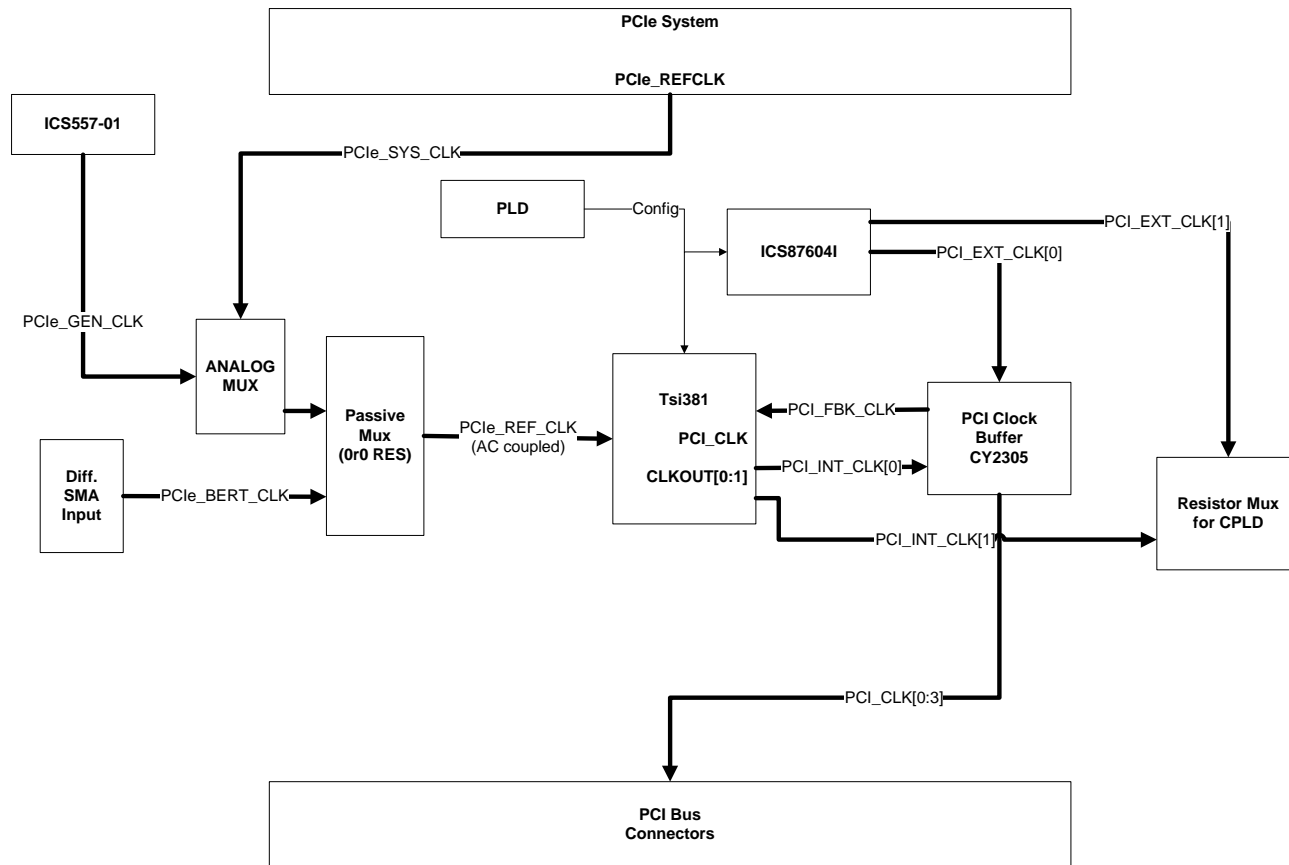 PCIe System
PCIe_REFCLK
ICS557-01
PCIe_SYS_CLK
PLD
Config
ICS87604I
PCI_EXT_CLK[1]
PCI_EXT_CLK[0]
PCIe_GEN_CLK
ANALOG
MUX
Passive
Mux
(0r0 RES)
PCIe_REF_CLK
(AC coupled)
Tsi381
PCI_CLK
CLKOUT[0:1]
PCI_FBK_CLK
PCI_INT_CLK[0]
PCI Clock
Buffer
CY2305
Diff.
SMA
Input
PCIe_BERT_CLK
PCI_INT_CLK[1]
Resistor Mux
for CPLD
PCI_CLK[0:3]
PCI Bus
Connectors